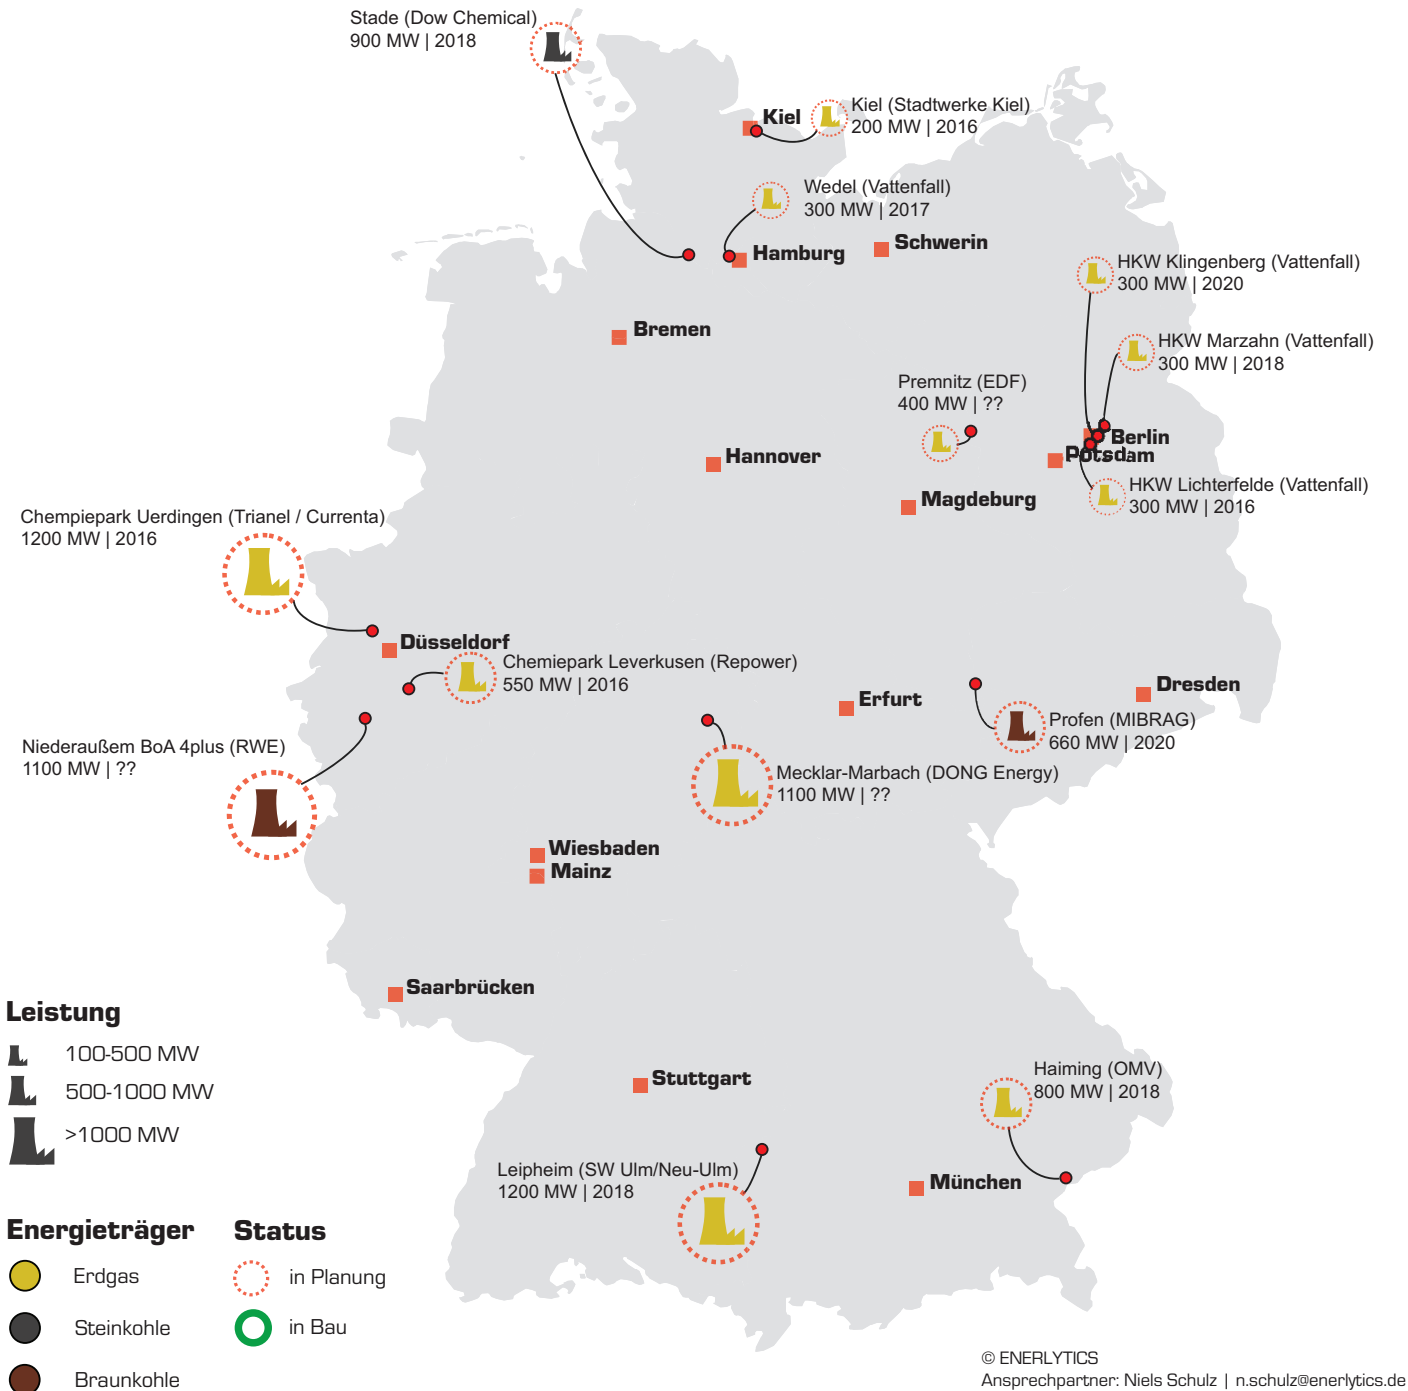 Stade (Dow Chemical)
900 MW | 2018
Kiel
Kiel (Stadtwerke Kiel)
200 MW | 2016
Wedel (Vattenfall)
300 MW | 2017
Hamburg
Schwerin
HKW Klingenberg (Vattenfall)
300 MW | 2020
Bremen
HKW Marzahn (Vattenfall)
300 MW | 2018
Premnitz (EDF)
400 MW | ??
Berlin
Potsdam
Hannover
HKW Lichterfelde (Vattenfall)
300 MW | 2016
Magdeburg
Chempiepark Uerdingen (Trianel / Currenta)
1200 MW | 2016
Düsseldorf
Chemiepark Leverkusen (Repower)
550 MW | 2016
Erfurt
Dresden
Profen (MIBRAG)
660 MW | 2020
Niederaußem BoA 4plus (RWE)
1100 MW | ??
Mecklar-Marbach (DONG Energy)
1100 MW | ??
Wiesbaden
Mainz
Saarbrücken
Leistung
100-500 MW
500-1000 MW
>1000 MW
Stuttgart
Haiming (OMV)
800 MW | 2018
Leipheim (SW Ulm/Neu-Ulm)
1200 MW | 2018
München
Energieträger
Erdgas
Steinkohle
Braunkohle
Status
in Planung
in Bau
© ENERLYTICS
Ansprechpartner: Niels Schulz | n.schulz@enerlytics.de